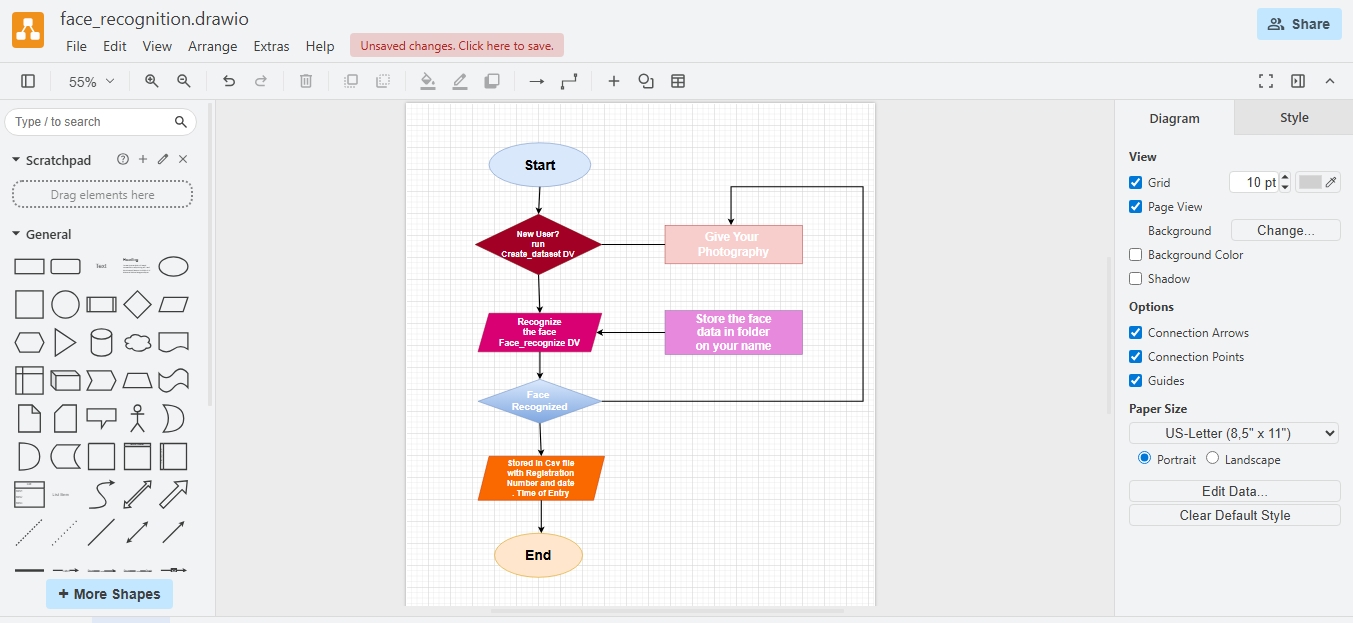 face_recognition.drawio
File Edit View Arrange Extras Help Unsaved changes. Click here to save.
Share
55%
Type / to search
Scratchpad
Drag elements here
General
Text
Heading
List Item
+ More Shapes
Start
New User?
run
Create_dataset DV
Give Your
Photography
Recognize
the face
Face_recognize DV
Store the face
data in folder
on your name
Face
Recognized
Stored in Csv file
with Registration
Number and date
. Time of Entry
End
Diagram Style
View
Grid 10 pt
Page View
Background Change...
Background Color
Shadow
Options
Connection Arrows
Connection Points
Guides
Paper Size
US-Letter (8,5" x 11")
Portrait Landscape
Edit Data...
Clear Default Style